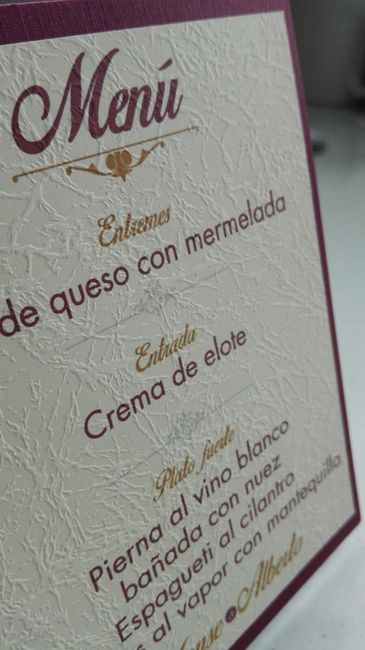 Menú
Entremes
de queso con mermelada
Entrada
Crema de elote
Plato fuerte
Pierna al vino blanco
bañada con nuez
Espagueti al cilantro
al vapor con mantequilla
Alberto